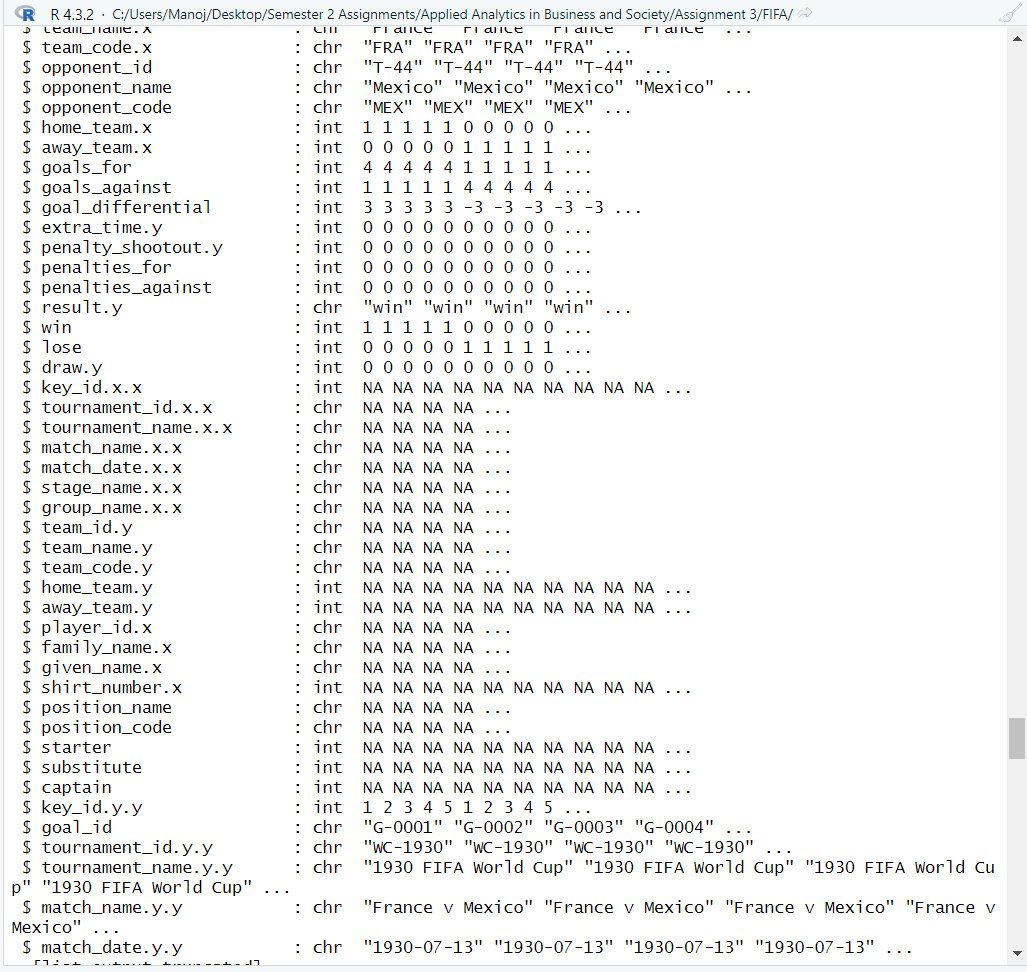 R 4.3.2 · C:/Users/Manoj/Desktop/Semester 2 Assignments/Applied Analytics in Business and Society/Assignment 3/FIFA/
$ team_name.x : chr "France" "France" "France" "France" ...
$ team_code.x : chr "FRA" "FRA" "FRA" "FRA" ...
$ opponent_id : chr "T-44" "T-44" "T-44" "T-44" ...
$ opponent_name : chr "Mexico" "Mexico" "Mexico" "Mexico" ...
$ opponent_code : chr "MEX" "MEX" "MEX" "MEX" ...
$ home_team.x : int 1 1 1 1 1 0 0 0 0 0 ...
$ away_team.x : int 0 0 0 0 0 1 1 1 1 1 ...
$ goals_for : int 4 4 4 4 4 1 1 1 1 1 ...
$ goals_against : int 1 1 1 1 1 4 4 4 4 4 ...
$ goal_differential : int 3 3 3 3 3 -3 -3 -3 -3 -3 ...
$ extra_time.y : int 0 0 0 0 0 0 0 0 0 0 ...
$ penalty_shootout.y : int 0 0 0 0 0 0 0 0 0 0 ...
$ penalties_for : int 0 0 0 0 0 0 0 0 0 0 ...
$ penalties_against : int 0 0 0 0 0 0 0 0 0 0 ...
$ result.y : chr "win" "win" "win" "win" ...
$ win : int 1 1 1 1 1 0 0 0 0 0 ...
$ lose : int 0 0 0 0 0 1 1 1 1 1 ...
$ draw.y : int 0 0 0 0 0 0 0 0 0 0 ...
$ key_id.x.x : int NA NA NA NA NA NA NA NA NA NA ...
$ tournament_id.x.x : chr NA NA NA NA ...
$ tournament_name.x.x : chr NA NA NA NA ...
$ match_name.x.x : chr NA NA NA NA ...
$ match_date.x.x : chr NA NA NA NA ...
$ stage_name.x.x : chr NA NA NA NA ...
$ group_name.x.x : chr NA NA NA NA ...
$ team_id.y : chr NA NA NA NA ...
$ team_name.y : chr NA NA NA NA ...
$ team_code.y : chr NA NA NA NA ...
$ home_team.y : int NA NA NA NA NA NA NA NA NA NA ...
$ away_team.y : int NA NA NA NA NA NA NA NA NA NA ...
$ player_id.x : chr NA NA NA NA ...
$ family_name.x : chr NA NA NA NA ...
$ given_name.x : chr NA NA NA NA ...
$ shirt_number.x : int NA NA NA NA NA NA NA NA NA NA ...
$ position_name : chr NA NA NA NA ...
$ position_code : chr NA NA NA NA ...
$ starter : int NA NA NA NA NA NA NA NA NA NA ...
$ substitute : int NA NA NA NA NA NA NA NA NA NA ...
$ captain : int NA NA NA NA NA NA NA NA NA NA ...
$ key_id.y.y : int 1 2 3 4 5 1 2 3 4 5 ...
$ goal_id : chr "G-0001" "G-0002" "G-0003" "G-0004" ...
$ tournament_id.y.y : chr "WC-1930" "WC-1930" "WC-1930" "WC-1930" ...
$ tournament_name.y.y : chr "1930 FIFA World Cup" "1930 FIFA World Cup" "1930 FIFA World Cu
p" "1930 FIFA World Cup" ...
$ match_name.y.y : chr "France v Mexico" "France v Mexico" "France v Mexico" "France v
Mexico" ...
$ match_date.y.y : chr "1930-07-13" "1930-07-13" "1930-07-13" "1930-07-13" ...
[list output truncated]